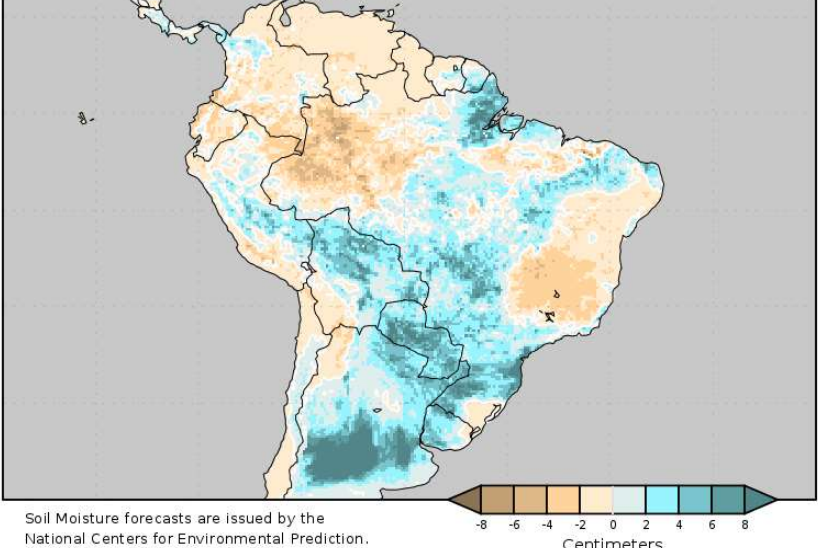 Soil Moisture forecasts are issued by the
National Centers for Environmental Prediction.
-8 -6 -4 -2 0 2 4 6 8
Centimeters